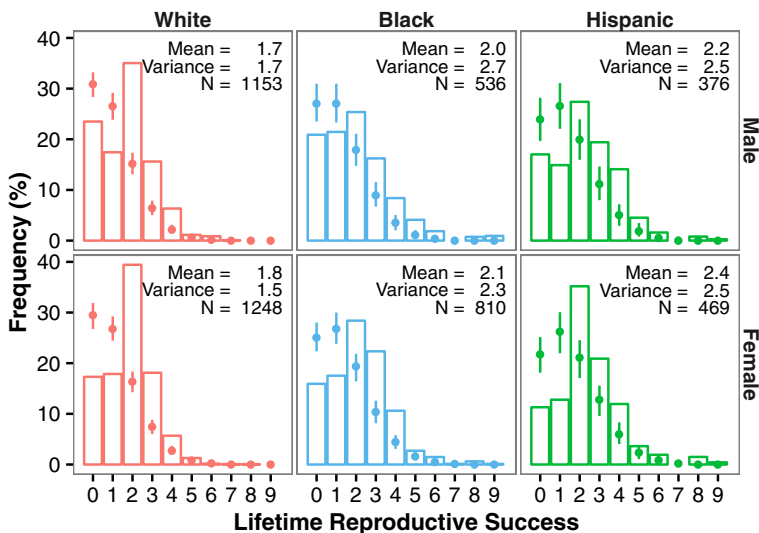 White Black Hispanic
Mean = 1.7
Variance = 1.7
N = 1153
Mean = 2.0
Variance = 2.7
N = 536
Mean = 2.2
Variance = 2.5
N = 376
Male
40
30
20
10
0
Mean = 1.8
Variance = 1.5
N = 1248
Mean = 2.1
Variance = 2.3
N = 810
Mean = 2.4
Variance = 2.5
N = 469
Female
40
30
20
10
0
Frequency (%)
0 1 2 3 4 5 6 7 8 9 0 1 2 3 4 5 6 7 8 9 0 1 2 3 4 5 6 7 8 9
Lifetime Reproductive Success